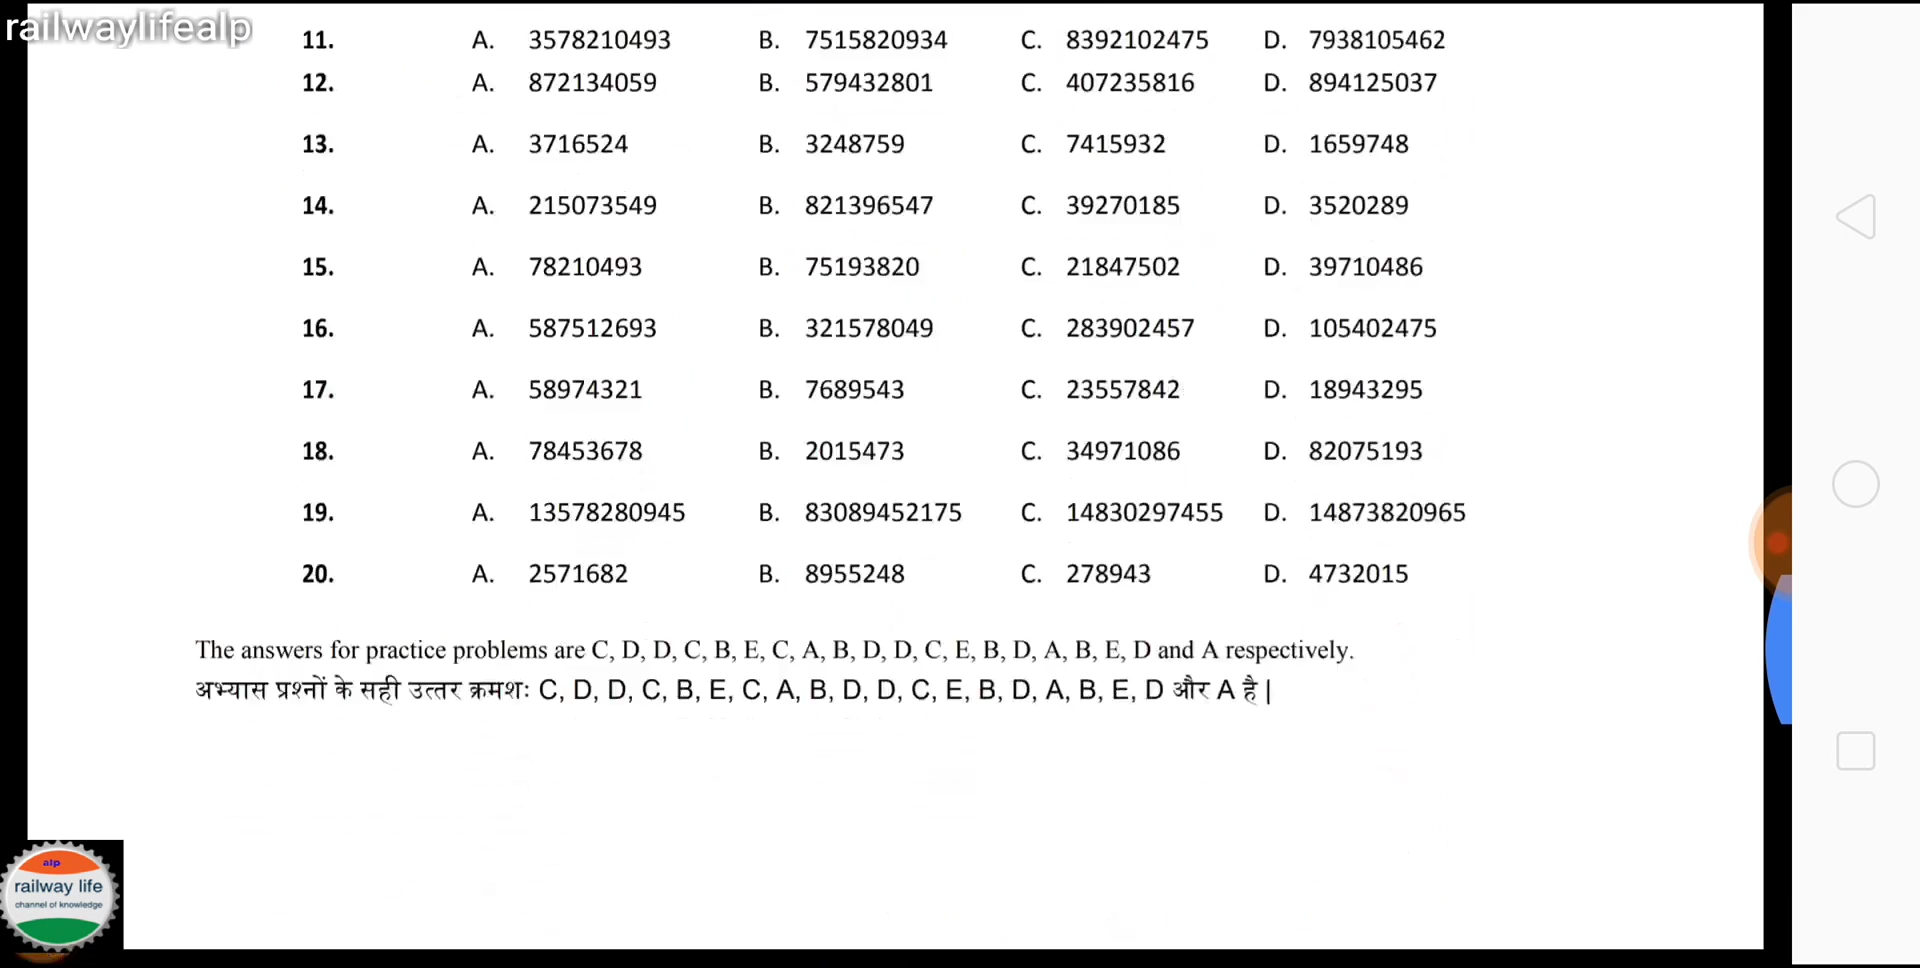 railwaylifealp
11. A. 3578210493 B. 7515820934 C. 8392102475 D. 7938105462
12. A. 872134059 B. 579432801 C. 407235816 D. 894125037
13. A. 3716524 B. 3248759 C. 7415932 D. 1659748
14. A. 215073549 B. 821396547 C. 39270185 D. 3520289
15. A. 78210493 B. 75193820 C. 21847502 D. 39710486
16. A. 587512693 B. 321578049 C. 283902457 D. 105402475
17. A. 58974321 B. 7689543 C. 23557842 D. 18943295
18. A. 78453678 B. 2015473 C. 34971086 D. 82075193
19. A. 13578280945 B. 83089452175 C. 14830297455 D. 14873820965
20. A. 2571682 B. 8955248 C. 278943 D. 4732015
The answers for practice problems are C, D, D, C, B, E, C, A, B, D, D, C, E, B, D, A, B, E, D and A respectively.
अभ्यास प्रश्नों के सही उत्तर क्रमशः C, D, D, C, B, E, C, A, B, D, D, C, E, B, D, A, B, E, D और A है |
alp
railway life
channel of knowledge